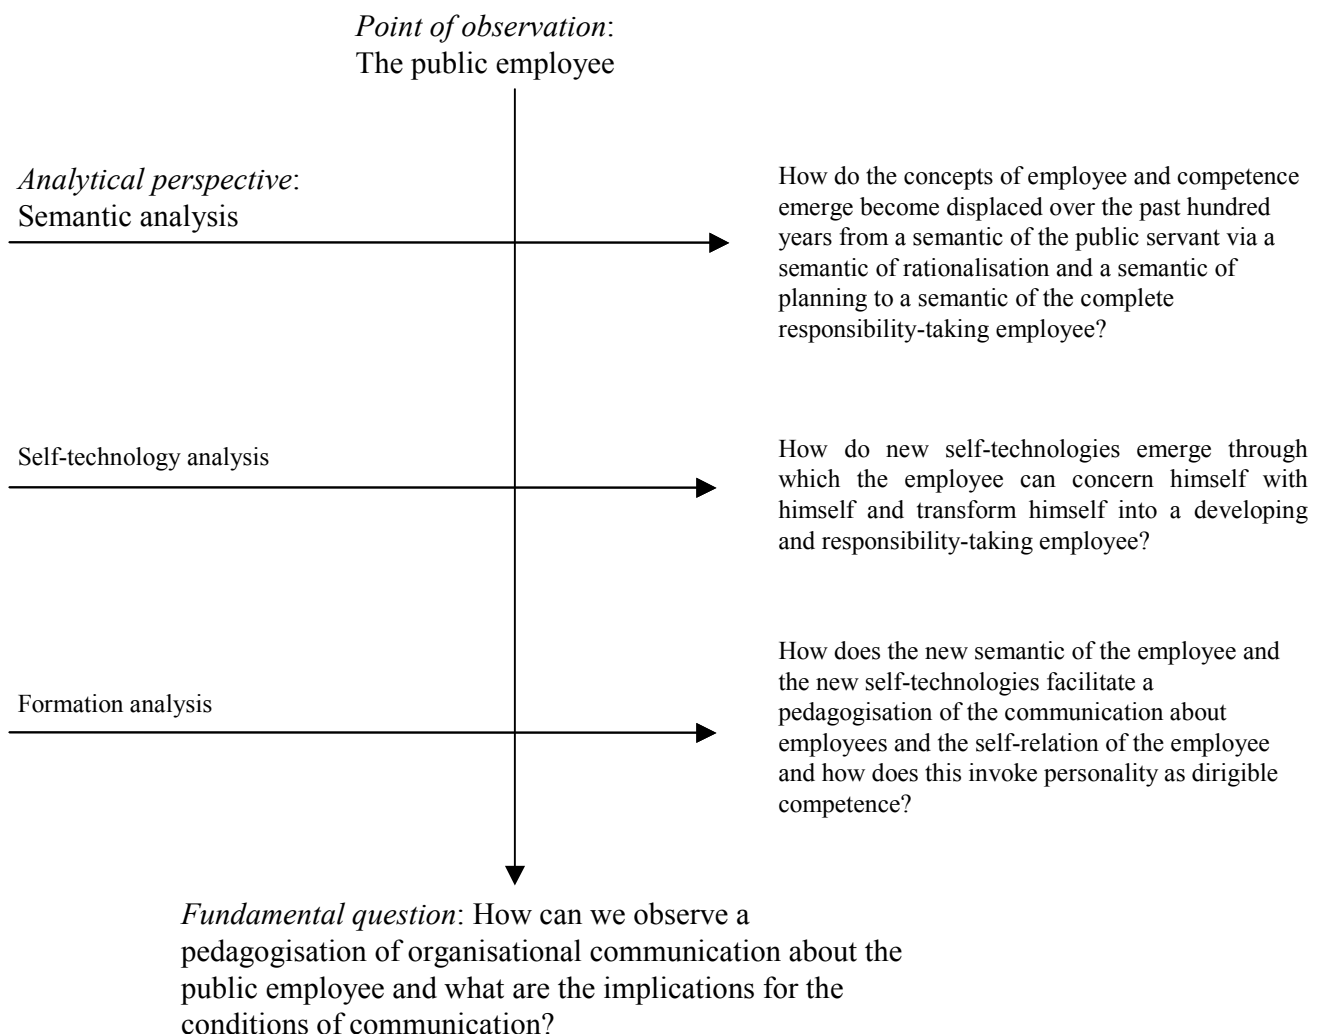 Point of observation:
The public employee
Analytical perspective:
Semantic analysis
How do the concepts of employee and competence
emerge become displaced over the past hundred
years from a semantic of the public servant via a
semantic of rationalisation and a semantic of
planning to a semantic of the complete
responsibility-taking employee?
Self-technology analysis
How do new self-technologies emerge through
which the employee can concern himself with
himself and transform himself into a developing
and responsibility-taking employee?
Formation analysis
How does the new semantic of the employee and
the new self-technologies facilitate a
pedagogisation of the communication about
employees and the self-relation of the employee
and how does this invoke personality as dirigible
competence?
Fundamental question: How can we observe a
pedagogisation of organisational communication about the
public employee and what are the implications for the
conditions of communication?